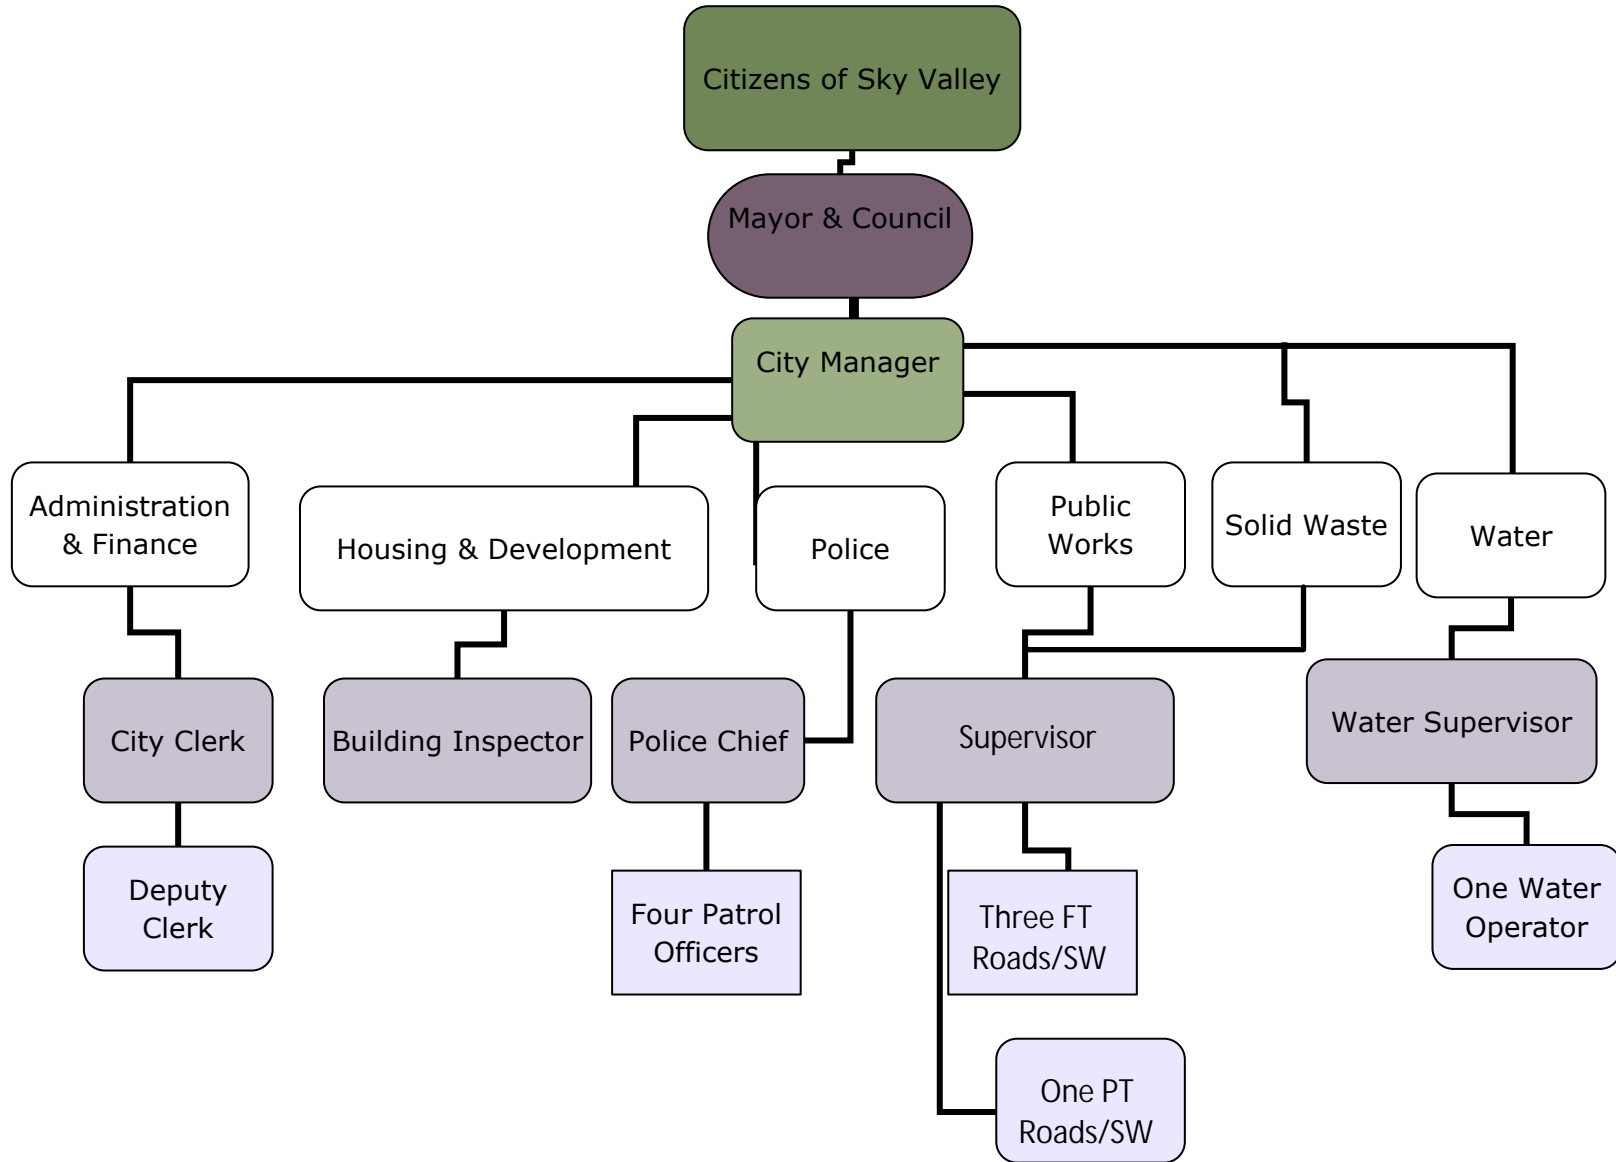 Citizens of Sky Valley
Mayor & Council
City Manager
Administration
& Finance
Housing & Development
Police
Public
Works
Solid Waste
Water
City Clerk
Building Inspector
Police Chief
Supervisor
Water Supervisor
Deputy
Clerk
Four Patrol
Officers
Three FT
Roads/SW
One Water
Operator
One PT
Roads/SW